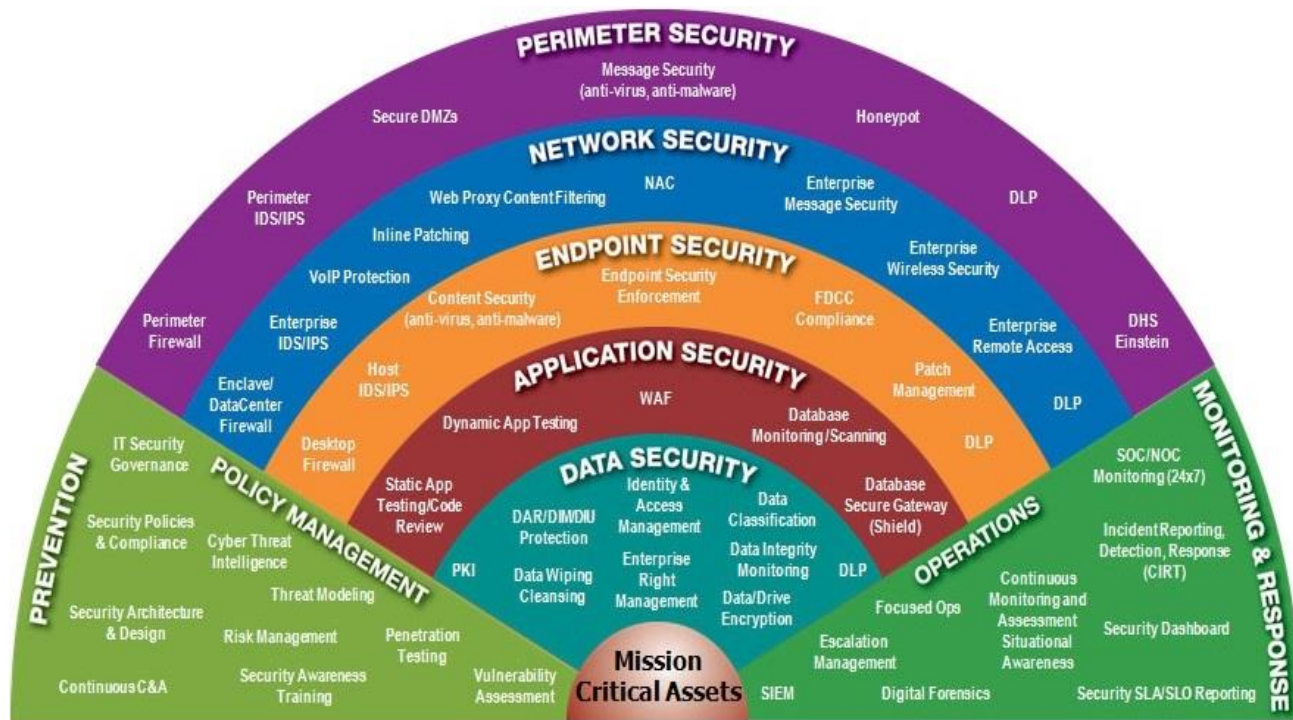 PERIMETER SECURITY
Message Security
(anti-virus, anti-malware)
Secure DMZs
Honeypot
Perimeter
IDS/IPS
DLP
Perimeter
Firewall
DHS
Einstein
NETWORK SECURITY
NAC
Web Proxy Content Filtering
Enterprise
Message Security
Inline Patching
Enterprise
Wireless Security
VoIP Protection
Enterprise
IDS/IPS
Enterprise
Remote Access
Enclave/
DataCenter
Firewall
DLP
ENDPOINT SECURITY
Endpoint Security
Enforcement
Content Security
(anti-virus, anti-malware)
FDCC
Compliance
Host
IDS/IPS
Patch
Management
Desktop
Firewall
DLP
APPLICATION SECURITY
WAF
Dynamic App Testing
Database
Monitoring/Scanning
Static App
Testing/Code
Review
Database
Secure Gateway
(Shield)
DATA SECURITY
Identity &
Access
Management
DAR/DIM/DIU
Protection
Data
Classification
PKI
Data Wiping
Cleansing
Enterprise
Right
Management
Data Integrity
Monitoring
DLP
Data/Drive
Encryption
Mission
Critical Assets
PREVENTION
POLICY MANAGEMENT
IT Security
Governance
Security Policies
& Compliance
Cyber Threat
Intelligence
Threat Modeling
Security Architecture
& Design
Risk Management
Penetration
Testing
Continuous C&A
Security Awareness
Training
Vulnerability
Assessment
OPERATIONS
MONITORING & RESPONSE
SOC/NOC
Monitoring (24x7)
Incident Reporting,
Detection, Response
(CIRT)
Focused Ops
Continuous
Monitoring and
Assessment
Situational
Awareness
Security Dashboard
Escalation
Management
SIEM
Digital Forensics
Security SLA/SLO Reporting